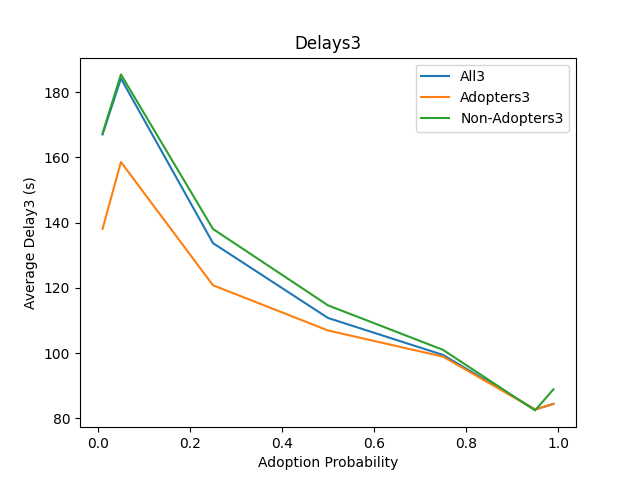 Delays3
All3
Adopters3
Non-Adopters3
Average Delay3 (s)
180
160
140
120
100
80
0.0 0.2 0.4 0.6 0.8 1.0
Adoption Probability